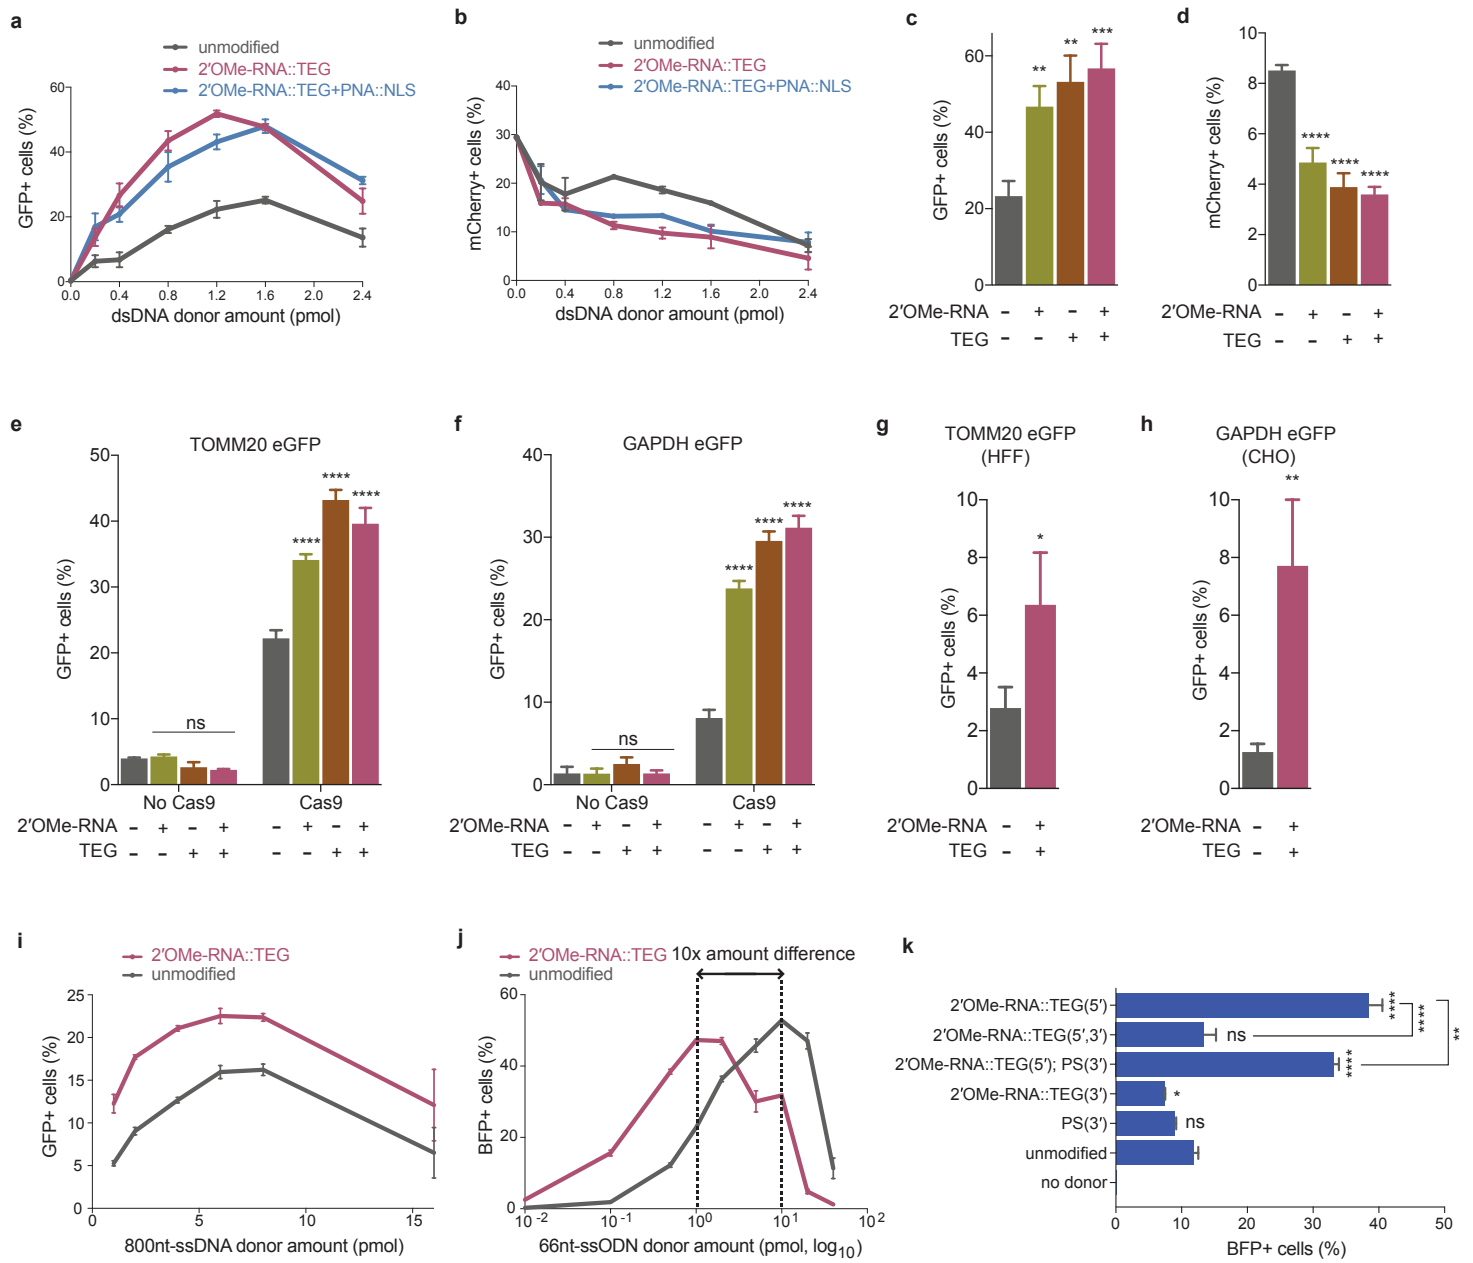 a
unmodified
2′OMe-RNA::TEG
2′OMe-RNA::TEG+PNA::NLS
GFP+ cells (%)
60
40
20
0
0.0 0.4 0.8 1.2 1.6 2.0 2.4
dsDNA donor amount (pmol)
b
unmodified
2′OMe-RNA::TEG
2′OMe-RNA::TEG+PNA::NLS
mCherry+ cells (%)
40
30
20
10
0
0.0 0.4 0.8 1.2 1.6 2.0 2.4
dsDNA donor amount (pmol)
c
GFP+ cells (%)
60
40
20
0
** ** ***
2′OMe-RNA - + - +
TEG - - + +
d
mCherry+ cells (%)
10
8
6
4
2
0
**** **** ****
2′OMe-RNA - + - +
TEG - - + +
e
TOMM20 eGFP
GFP+ cells (%)
50
40
30
20
10
0
ns
**** **** ****
No Cas9 Cas9
2′OMe-RNA - + - + - + - +
TEG - - + + - - + +
f
GAPDH eGFP
GFP+ cells (%)
40
30
20
10
0
ns
**** **** ****
No Cas9 Cas9
2′OMe-RNA - + - + - + - +
TEG - - + + - - + +
g
TOMM20 eGFP
(HFF)
GFP+ cells (%)
10
8
6
4
2
0
*
2′OMe-RNA - +
TEG - +
h
GAPDH eGFP
(CHO)
GFP+ cells (%)
10
8
6
4
2
0
**
2′OMe-RNA - +
TEG - +
i
2′OMe-RNA::TEG
unmodified
GFP+ cells (%)
25
20
15
10
5
0
0 5 10 15
800nt-ssDNA donor amount (pmol)
j
2′OMe-RNA::TEG
unmodified
10x amount difference
BFP+ cells (%)
60
40
20
0
10⁻² 10⁻¹ 10⁰ 10¹ 10²
66nt-ssODN donor amount (pmol, log₁₀)
k
2′OMe-RNA::TEG(5′) ****
2′OMe-RNA::TEG(5′,3′) ns
2′OMe-RNA::TEG(5′); PS(3′) ****
2′OMe-RNA::TEG(3′) *
PS(3′) ns
unmodified
no donor
****
**
0 10 20 30 40 50
BFP+ cells (%)